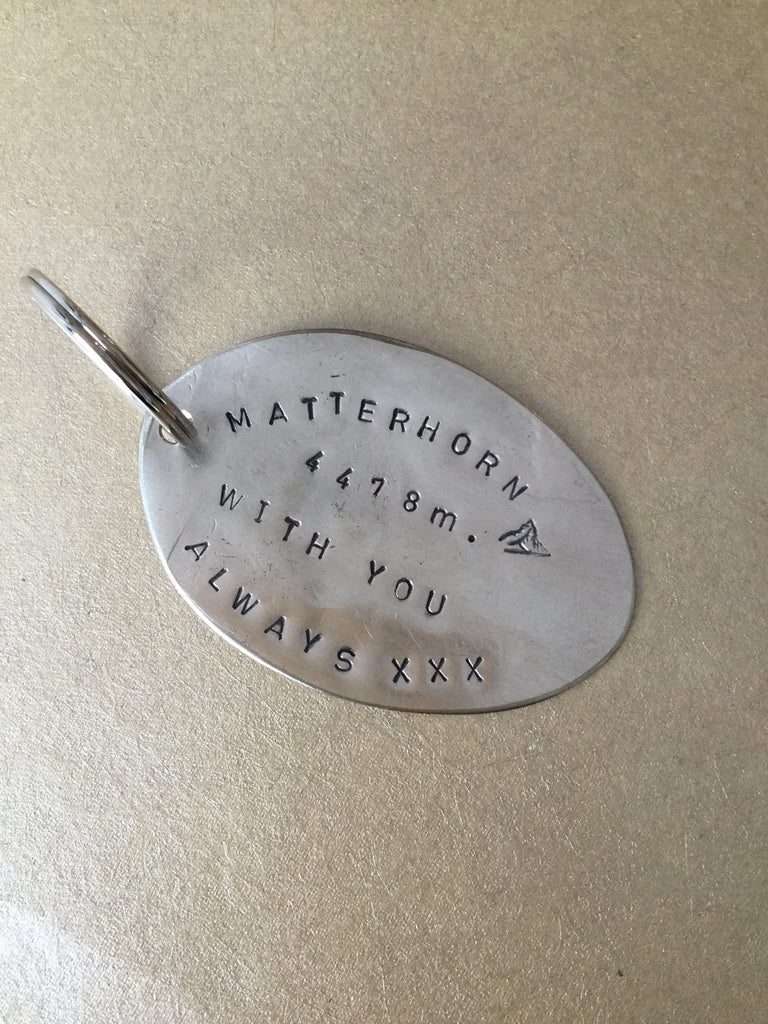 MATTERHORN
4478m.
WITH YOU
ALWAYS XXX